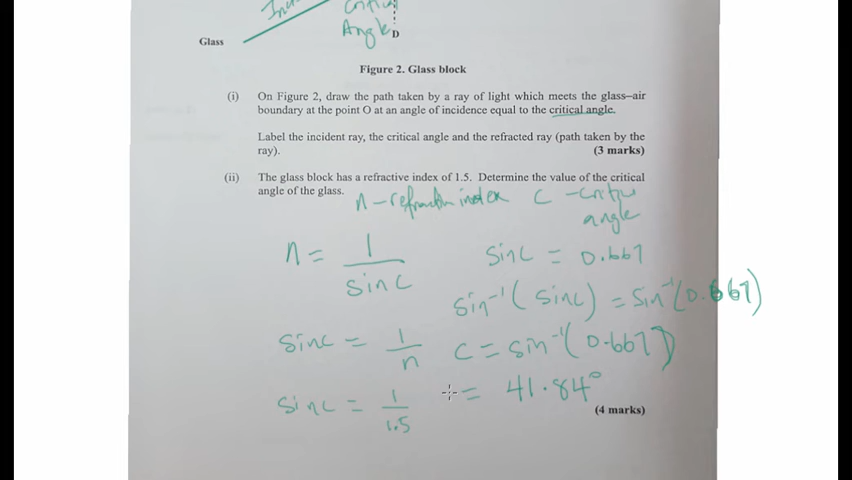 Critical
Angle D
Glass
Figure 2. Glass block
(i) On Figure 2, draw the path taken by a ray of light which meets the glass–air
boundary at the point O at an angle of incidence equal to the critical angle.
Label the incident ray, the critical angle and the refracted ray (path taken by the
ray). (3 marks)
(ii) The glass block has a refractive index of 1.5. Determine the value of the critical
angle of the glass.
n – refraction index C – critic
angle
n = 1 / sin C
sin C = 0.667
sin⁻¹ ( sin C ) = sin⁻¹ (0.667)
sin C = 1 / n
C = sin⁻¹ ( 0.667 )
= 41.84°
sin C = 1 / 1.5
(4 marks)